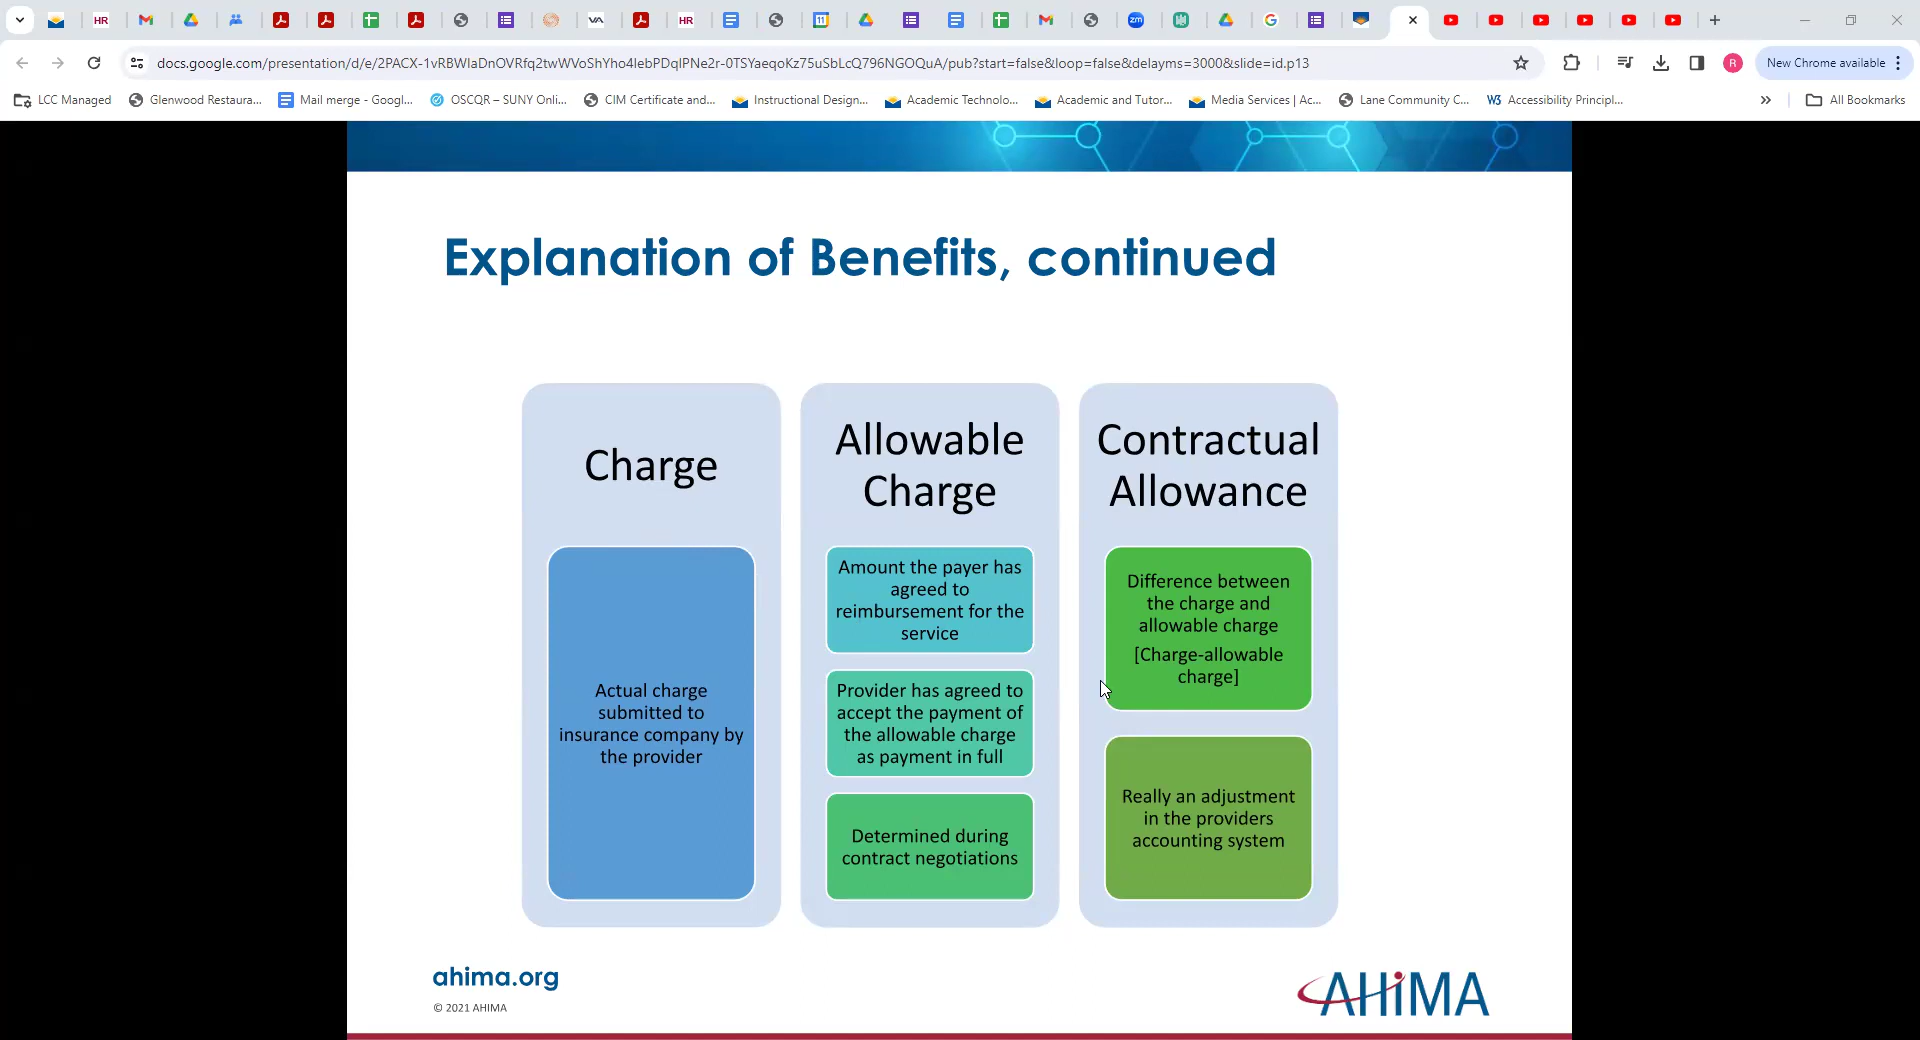 HR
VA
HR
11
zm
docs.google.com/presentation/d/e/2PACX-1vRBWlaDnOVRfq2twWVoShYho4lebPDqlPNe2r-0TSYaeqoKz75uSbLcQ796NGOQuA/pub?start=false&loop=false&delayms=3000&slide=id.p13
R
New Chrome available
LCC Managed
Glenwood Restaura...
Mail merge - Googl...
OSCQR – SUNY Onli...
CIM Certificate and...
Instructional Design...
Academic Technolo...
Academic and Tutor...
Media Services | Ac...
Lane Community C...
W3 Accessibility Principl...
All Bookmarks
Explanation of Benefits, continued
Charge
Actual charge
submitted to
insurance company by
the provider
Allowable
Charge
Amount the payer has
agreed to
reimbursement for the
service
Provider has agreed to
accept the payment of
the allowable charge
as payment in full
Determined during
contract negotiations
Contractual
Allowance
Difference between
the charge and
allowable charge
[Charge-allowable
charge]
Really an adjustment
in the providers
accounting system
ahima.org
© 2021 AHIMA
AHiMA